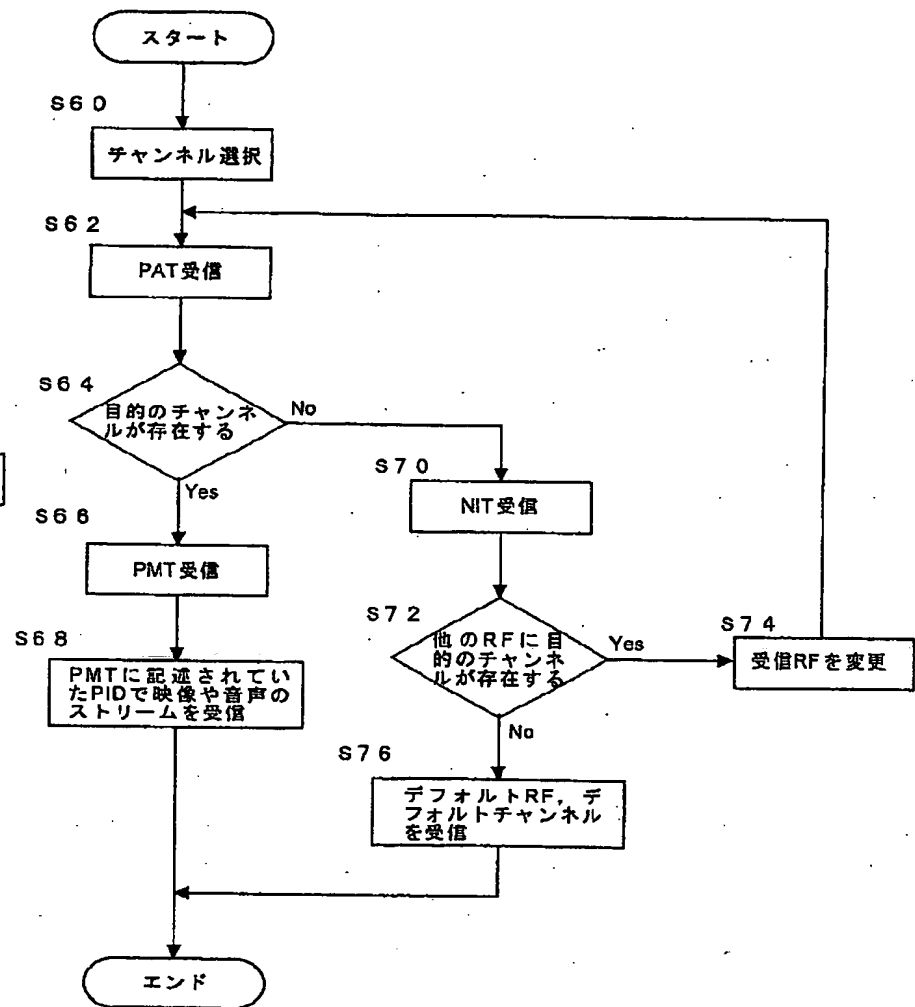 スタート
S60
チャンネル選択
S62
PAT受信
S64
目的のチャンネ
ルが存在する
No
Yes
S66
PMT受信
S68
PMTに記述されてい
たPIDで映像や音声の
ストリームを受信
S70
NIT受信
S72
他のRFに目
的のチャンネ
ルが存在する
Yes
No
S74
受信RFを変更
S76
デフォルトRF,デ
フォルトチャンネル
を受信
エンド